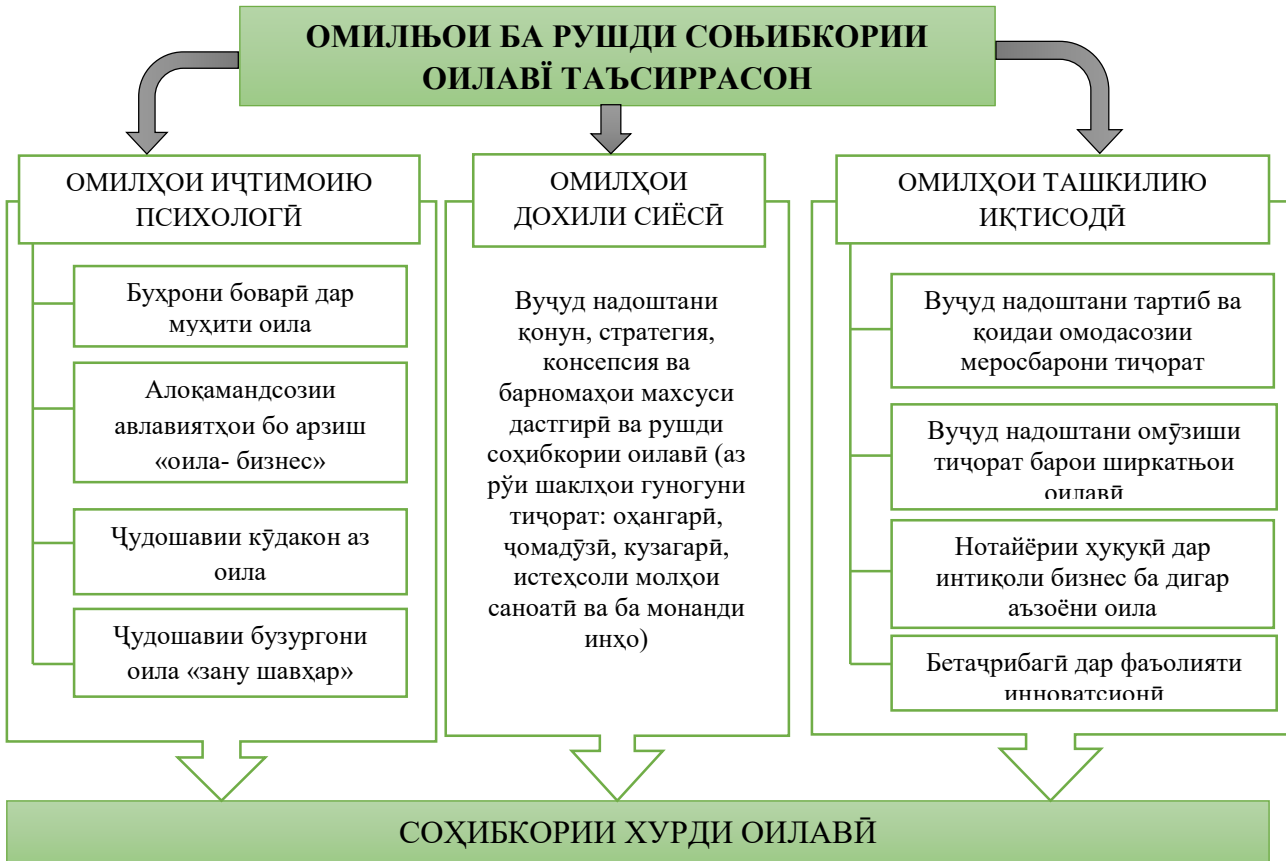 ОМИЛЊОИ БА РУШДИ СОЊИБКОРИИ
ОИЛАВЇ ТАЪСИРРАСОН
ОМИЛҲОИ ИҶТИМОИЮ
ПСИХОЛОГӢ
Буҳрони боварӣ дар
муҳити оила
Алоқамандсозии
авлавиятҳои бо арзиш
«оила- бизнес»
Ҷудошавии кӯдакон аз
оила
Ҷудошавии бузургони
оила «зану шавҳар»
ОМИЛҲОИ
ДОХИЛИ СИЁСӢ
Вуҷуд надоштани
қонун, стратегия,
консепсия ва
барномаҳои махсуси
дастгирӣ ва рушди
соҳибкории оилавӣ (аз
рӯи шаклҳои гуногуни
тиҷорат: оҳангарӣ,
ҷомадӯзӣ, кузагарӣ,
истеҳсоли молҳои
саноатӣ ва ба монанди
инҳо)
ОМИЛҲОИ ТАШКИЛИЮ
ИҚТИСОДӢ
Вуҷуд надоштани тартиб ва
қоидаи омодасозии
меросбарони тиҷорат
Вуҷуд надоштани омӯзиши
тиҷорат барои ширкатњои
оилавӣ
Нотайёрии ҳуқуқӣ дар
интиқоли бизнес ба дигар
аъзоёни оила
Бетаҷрибагӣ дар фаъолияти
инноватсионӣ
СОҲИБКОРИИ ХУРДИ ОИЛАВӢ